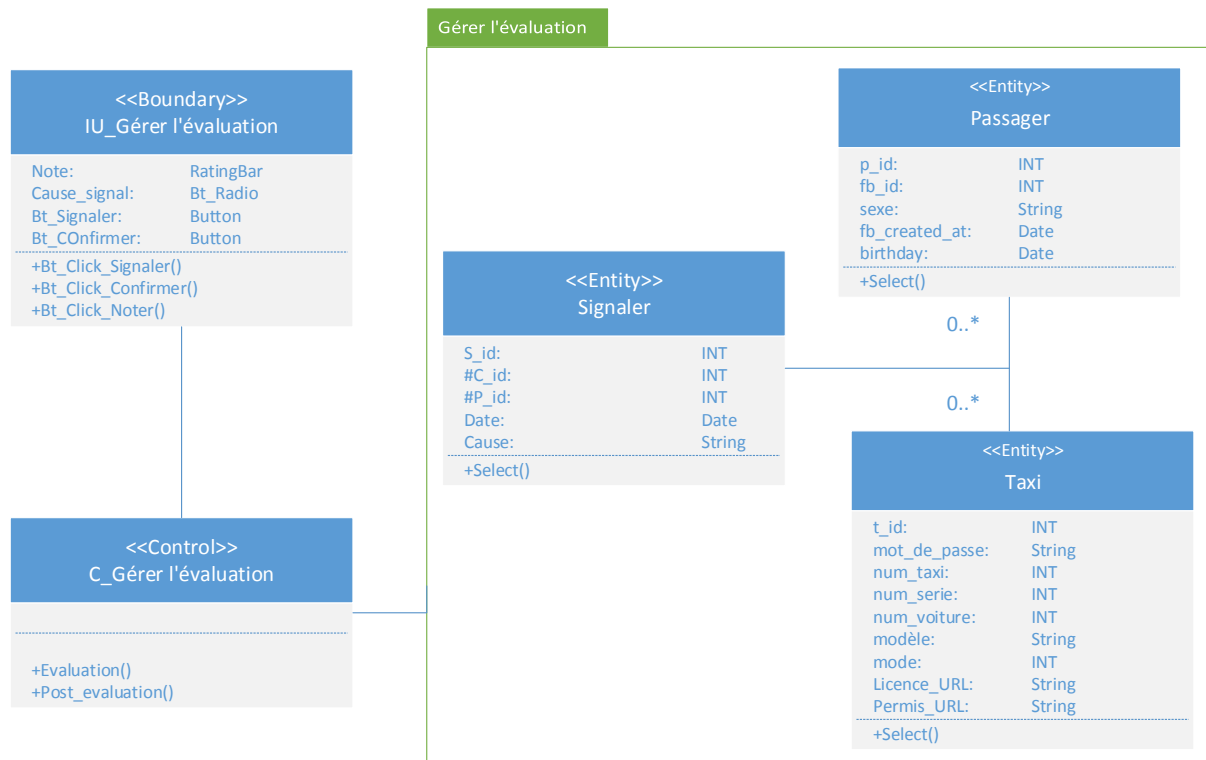 Gérer l'évaluation
<<Boundary>>
IU_Gérer l'évaluation
Note: RatingBar
Cause_signal: Bt_Radio
Bt_Signaler: Button
Bt_COnfirmer: Button
+Bt_Click_Signaler()
+Bt_Click_Confirmer()
+Bt_Click_Noter()
<<Entity>>
Passager
p_id: INT
fb_id: INT
sexe: String
fb_created_at: Date
birthday: Date
+Select()
0..*
<<Entity>>
Signaler
S_id: INT
#C_id: INT
#P_id: INT
Date: Date
Cause: String
+Select()
0..*
<<Entity>>
Taxi
t_id: INT
mot_de_passe: String
num_taxi: INT
num_serie: INT
num_voiture: INT
modèle: String
mode: INT
Licence_URL: String
Permis_URL: String
+Select()
<<Control>>
C_Gérer l'évaluation
+Evaluation()
+Post_evaluation()